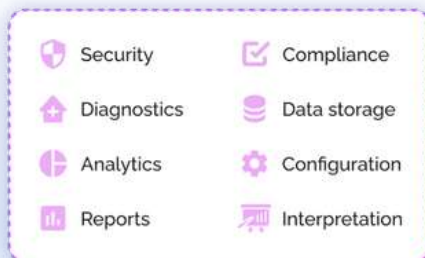 Security
Compliance
Diagnostics
Data storage
Analytics
Configuration
Reports
Interpretation